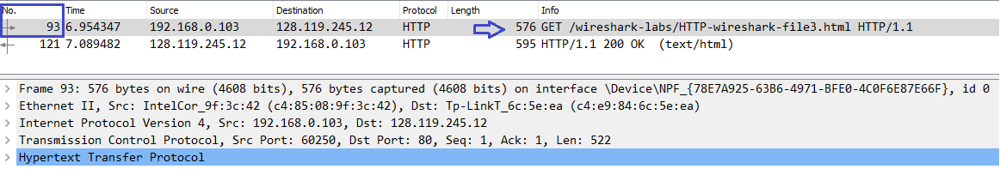 No. Time Source Destination Protocol Length Info
93 6.954347 192.168.0.103 128.119.245.12 HTTP 576 GET /wireshark-labs/HTTP-wireshark-file3.html HTTP/1.1
121 7.089482 128.119.245.12 192.168.0.103 HTTP 595 HTTP/1.1 200 OK (text/html)
Frame 93: 576 bytes on wire (4608 bits), 576 bytes captured (4608 bits) on interface \Device\NPF_{78E7A925-63B6-4971-BFE0-4C0F6E87E66F}, id 0
Ethernet II, Src: IntelCor_9f:3c:42 (c4:85:08:9f:3c:42), Dst: Tp-LinkT_6c:5e:ea (c4:e9:84:6c:5e:ea)
Internet Protocol Version 4, Src: 192.168.0.103, Dst: 128.119.245.12
Transmission Control Protocol, Src Port: 60250, Dst Port: 80, Seq: 1, Ack: 1, Len: 522
Hypertext Transfer Protocol